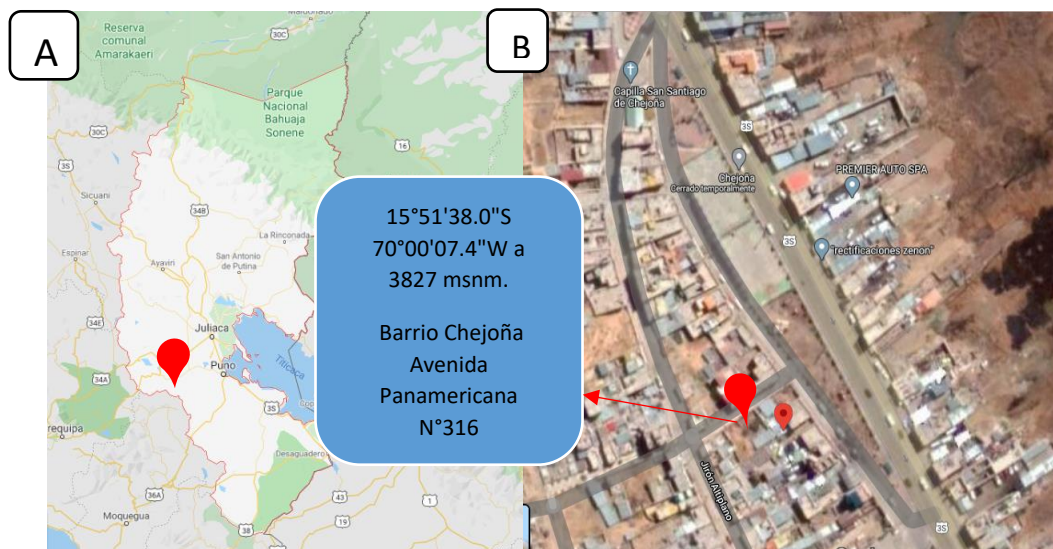 A
B
Reserva
comunal
Amarakaeri
30C
Parque
Nacional
Bahuaja
Sonene
16
30C
3S
Sicuani
34B
La Rinconada
Espinar
Ayaviri
San Antonio
de Putina
34E
Juliaca
Titicaca
34A
Puno
3S
Desaguadero
36A
Moquegua
38
43
19
1
15°51'38.0"S
70°00'07.4"W a
3827 msnm.
Barrio Chejoña
Avenida
Panamericana
N°316
Capilla San Santiago
de Chejoña
3S
Chejoña
Cerrado temporalmente
PREMIER AUTO SPA
3S
"rectificaciones zenon"
Jirón Altiplano
3S